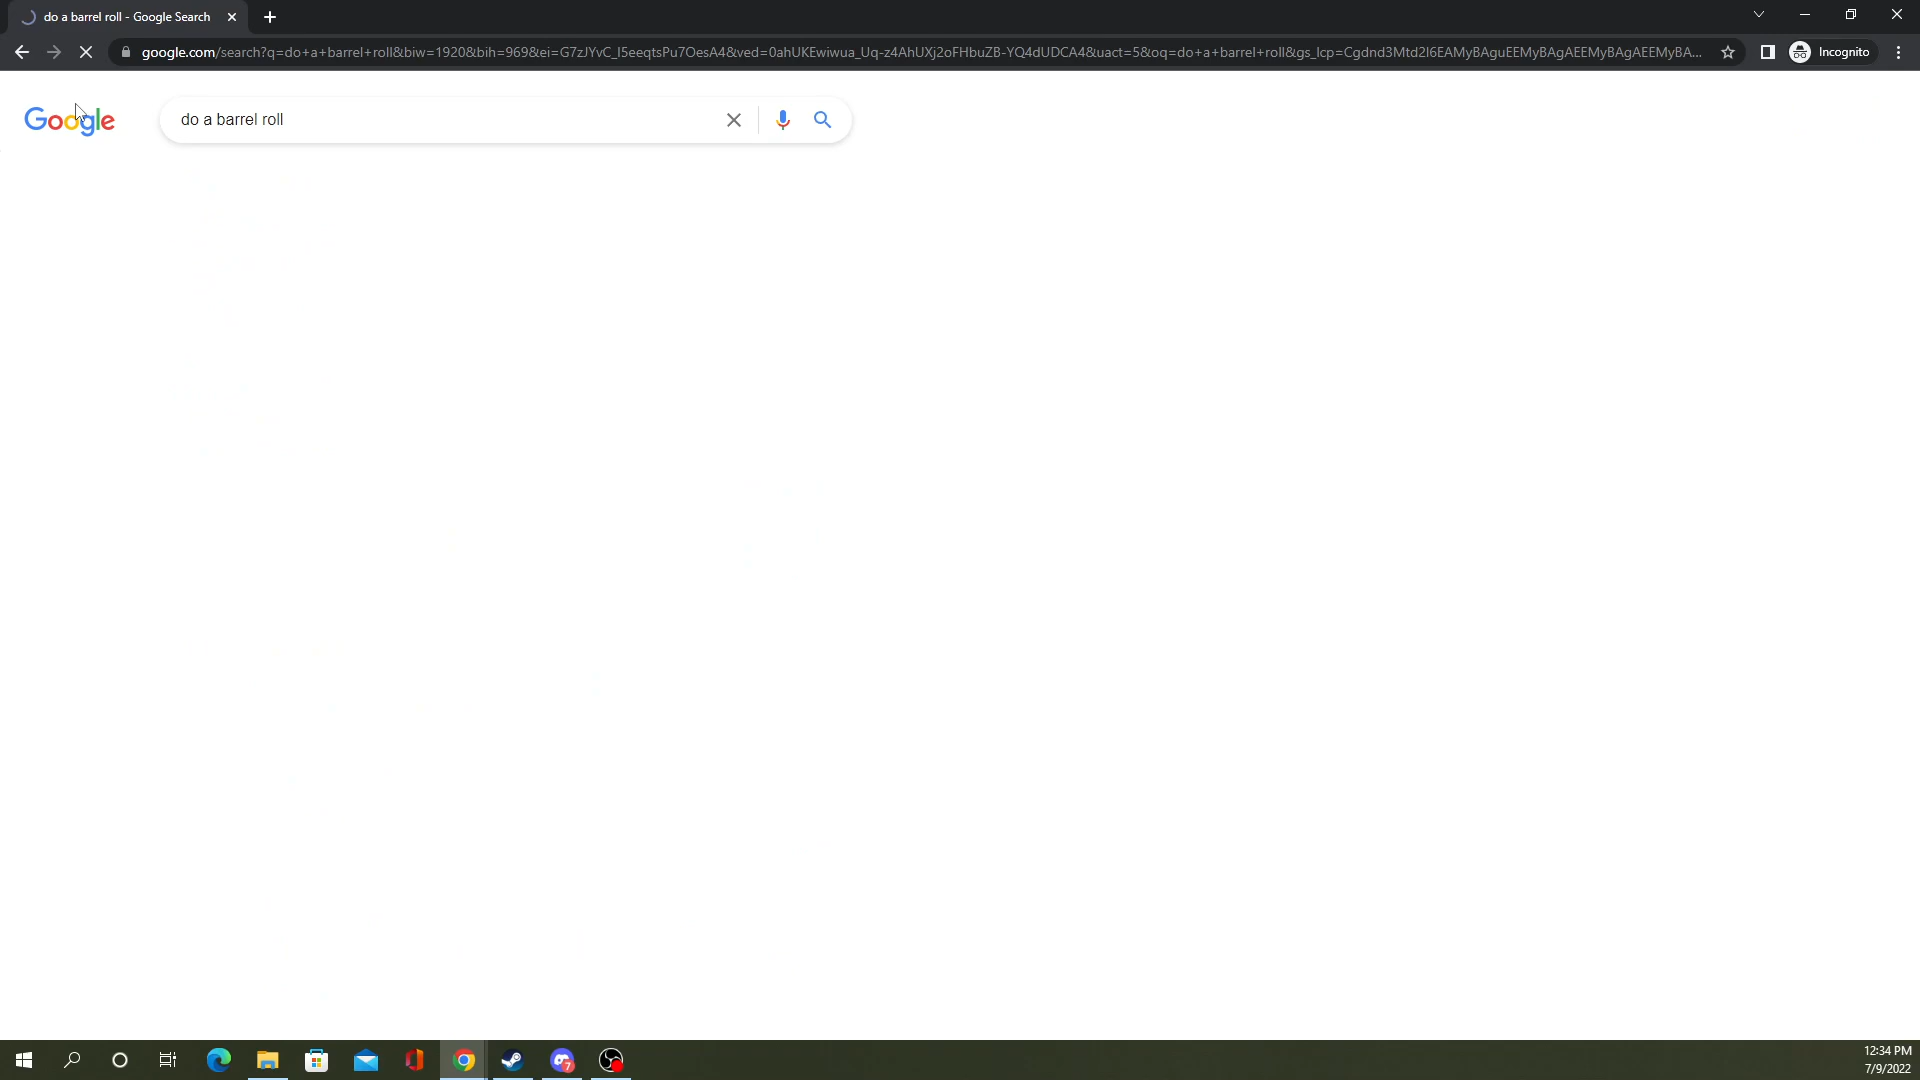 do a barrel roll - Google Search
google.com/search?q=do+a+barrel+roll&biw=1920&bih=969&ei=G7zJYvC_I5eeqtsPu7OesA4&ved=0ahUKEwiwua_Uq-z4AhUXj2oFHbuZB-YQ4dUDCA4&uact=5&oq=do+a+barrel+roll&gs_lcp=Cgdnd3Mtd2l6EAMyBAguEEMyBAgAEEMyBAgAEEMyBA...
Incognito
Google
do a barrel roll
7
12:34 PM
7/9/2022